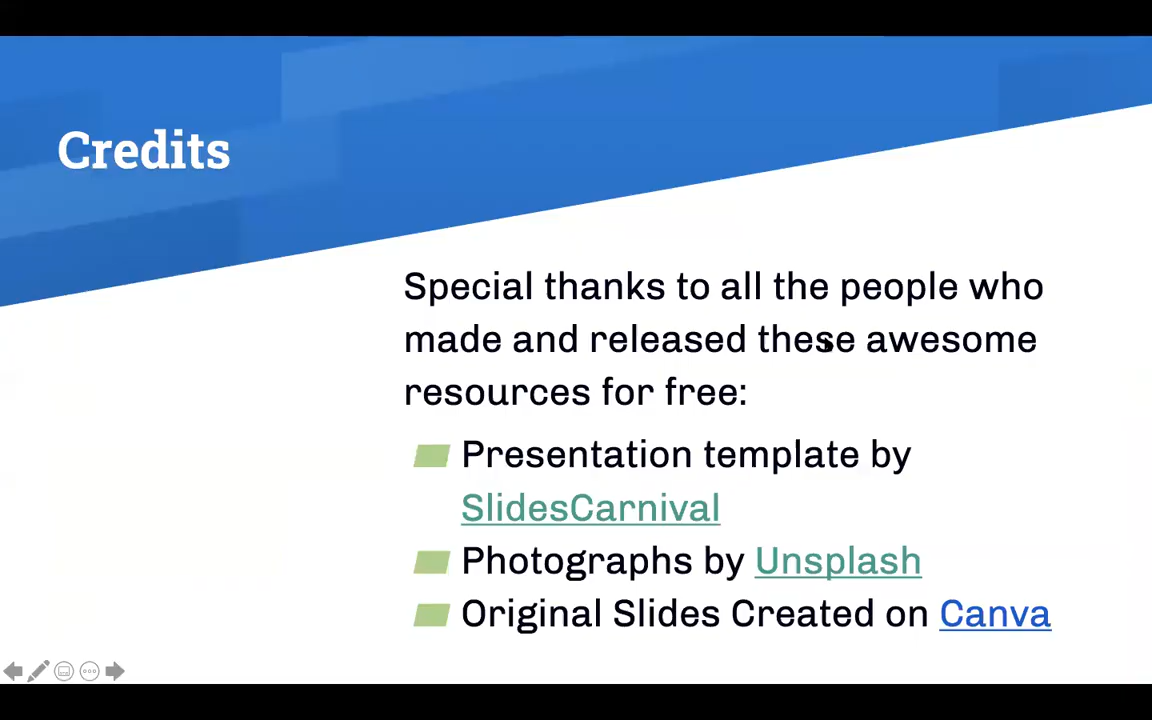 Credits
Special thanks to all the people who
made and released these awesome
resources for free:
Presentation template by
SlidesCarnival
Photographs by Unsplash
Original Slides Created on Canva